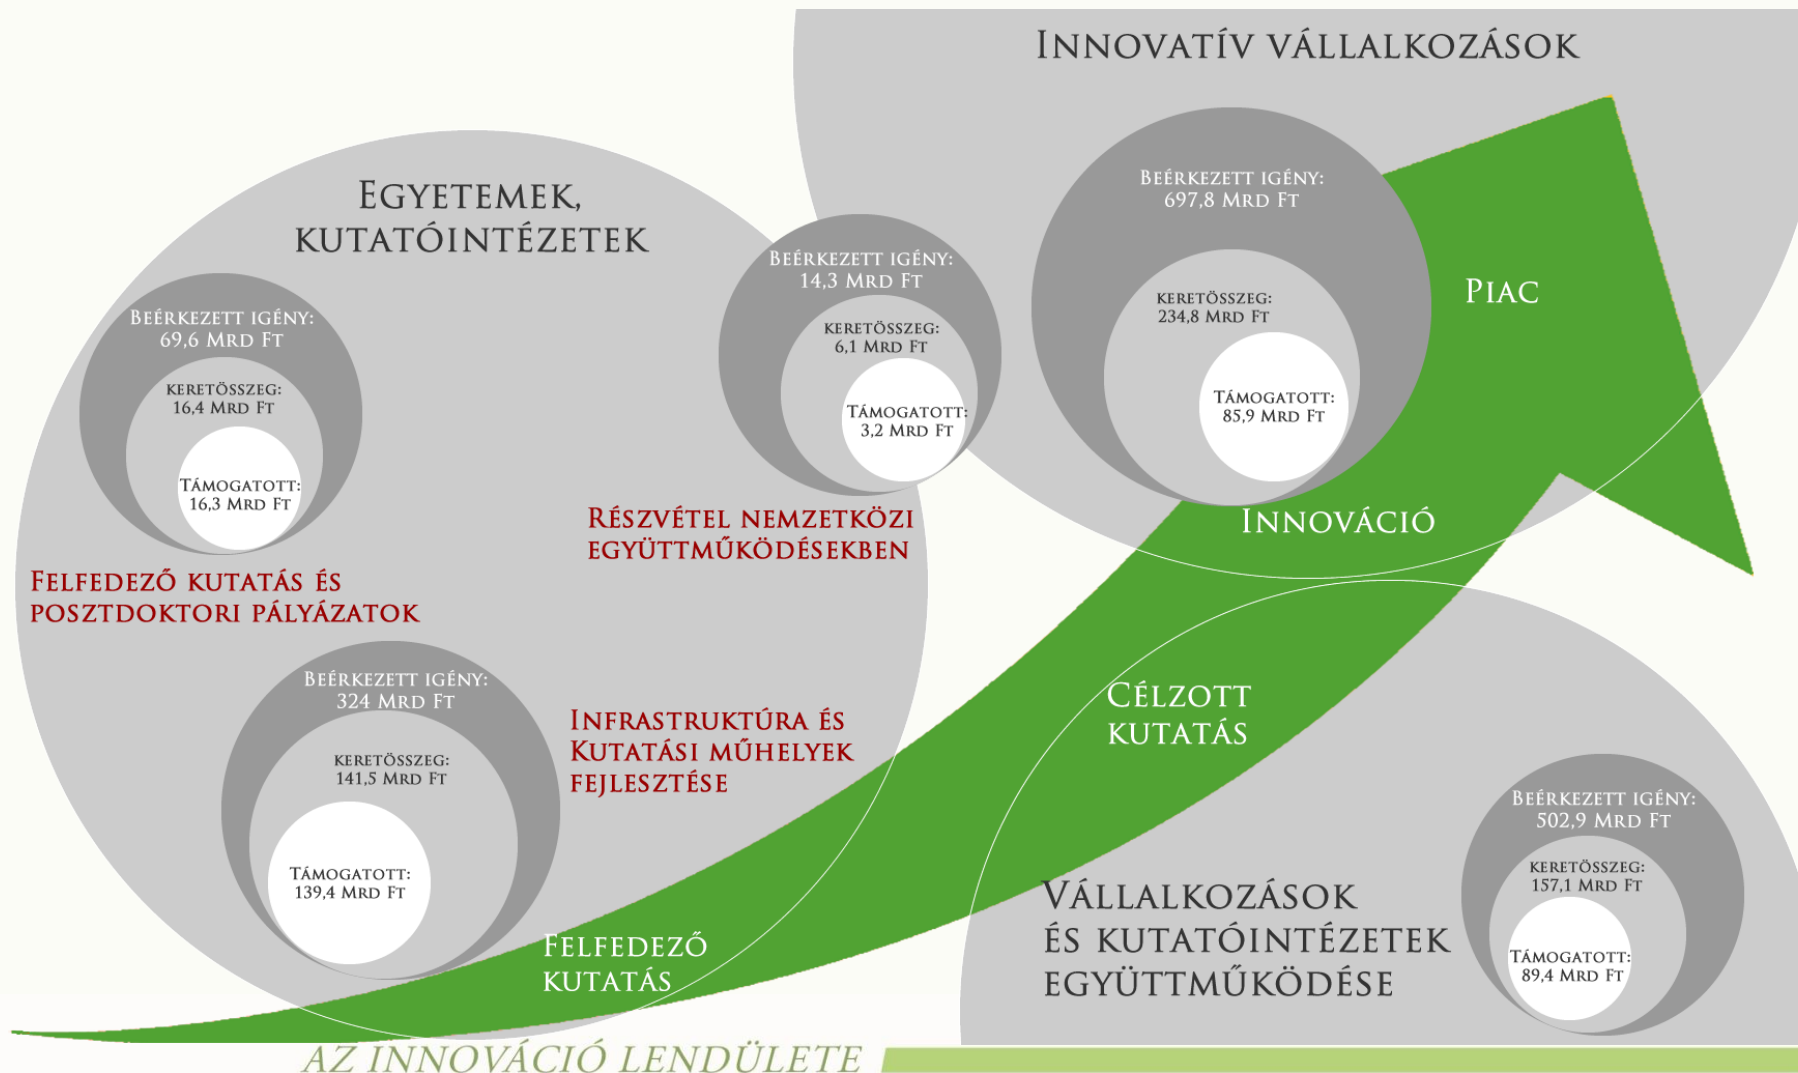 INNOVATÍV VÁLLALKOZÁSOK
EGYETEMEK,
KUTATÓINTÉZETEK
BEÉRKEZETT IGÉNY:
69,6 MRD FT
KERETÖSSZEG:
16,4 MRD FT
TÁMOGATOTT:
16,3 MRD FT
FELFEDEZŐ KUTATÁS ÉS
POSZTDOKTORI PÁLYÁZATOK
BEÉRKEZETT IGÉNY:
14,3 MRD FT
KERETÖSSZEG:
6,1 MRD FT
TÁMOGATOTT:
3,2 MRD FT
RÉSZVÉTEL NEMZETKÖZI
EGYÜTTMŰKÖDÉSEKBEN
BEÉRKEZETT IGÉNY:
697,8 MRD FT
KERETÖSSZEG:
234,8 MRD FT
TÁMOGATOTT:
85,9 MRD FT
PIAC
INNOVÁCIÓ
BEÉRKEZETT IGÉNY:
324 MRD FT
KERETÖSSZEG:
141,5 MRD FT
TÁMOGATOTT:
139,4 MRD FT
INFRASTRUKTÚRA ÉS
KUTATÁSI MŰHELYEK
FEJLESZTÉSE
CÉLZOTT
KUTATÁS
FELFEDEZŐ
KUTATÁS
VÁLLALKOZÁSOK
ÉS KUTATÓINTÉZETEK
EGYÜTTMŰKÖDÉSE
BEÉRKEZETT IGÉNY:
502,9 MRD FT
KERETÖSSZEG:
157,1 MRD FT
TÁMOGATOTT:
89,4 MRD FT
AZ INNOVÁCIÓ LENDÜLETE